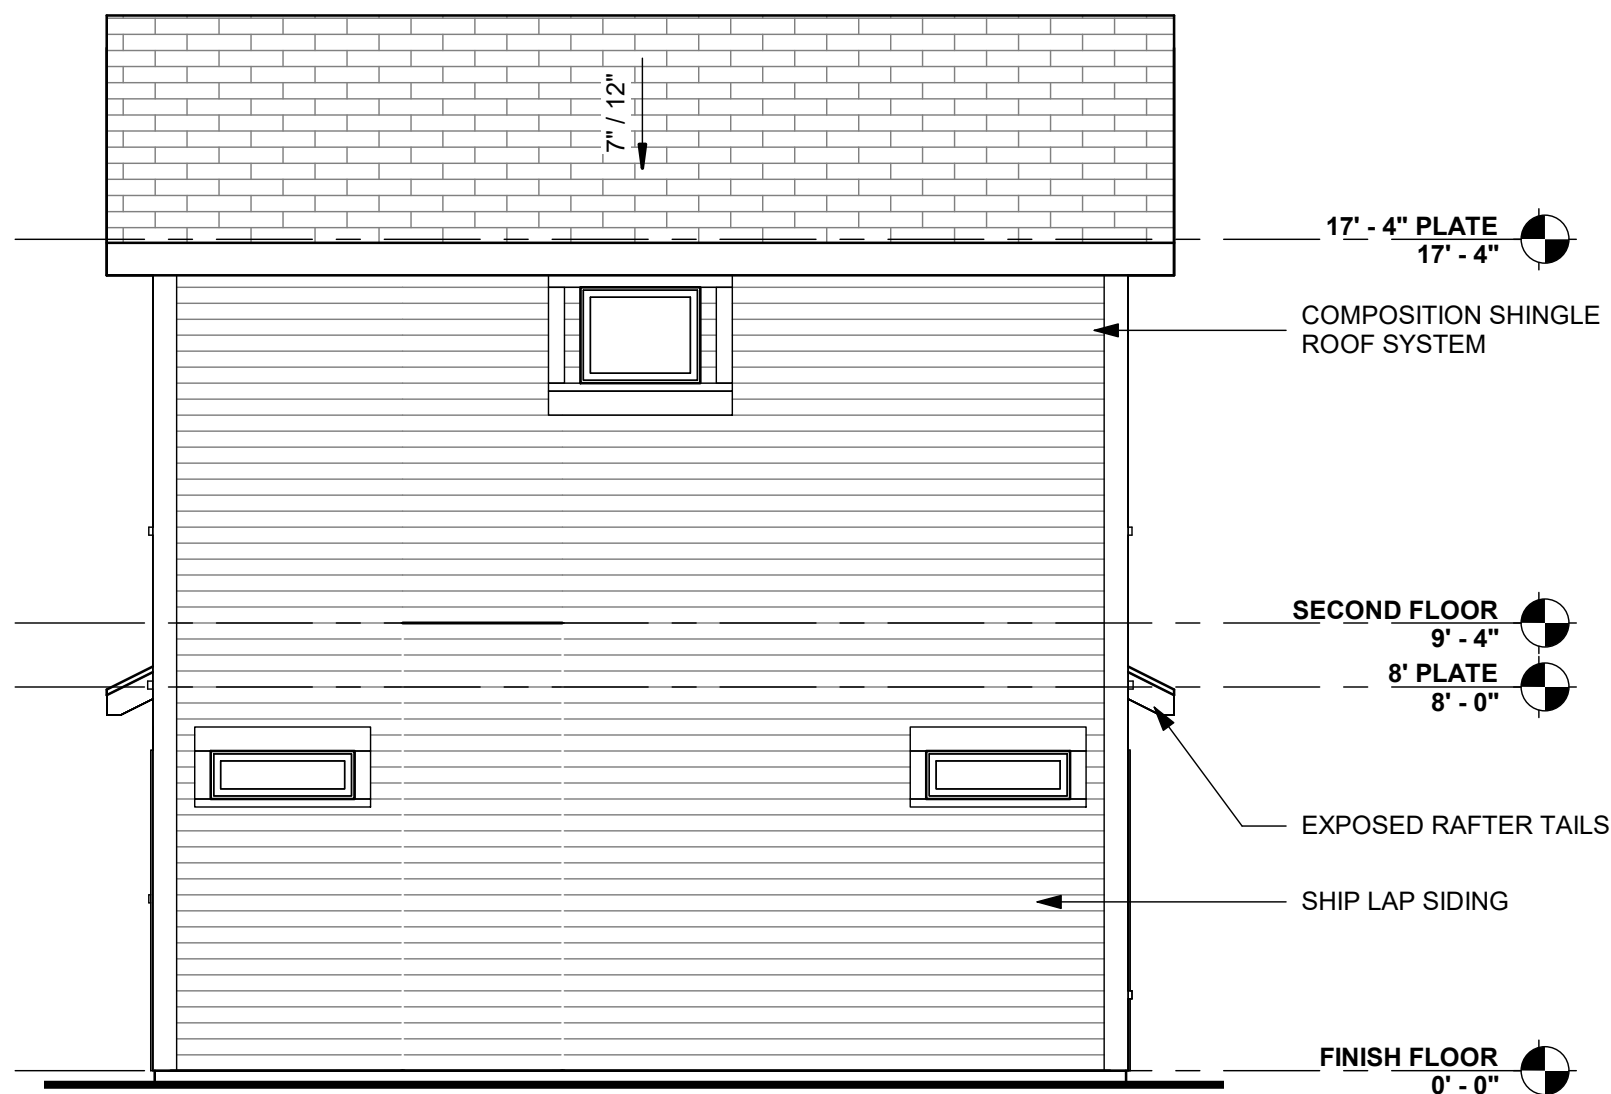 7" / 12"
17' - 4" PLATE
17' - 4"
COMPOSITION SHINGLE
ROOF SYSTEM
SECOND FLOOR
9' - 4"
8' PLATE
8' - 0"
EXPOSED RAFTER TAILS
SHIP LAP SIDING
FINISH FLOOR
0' - 0"